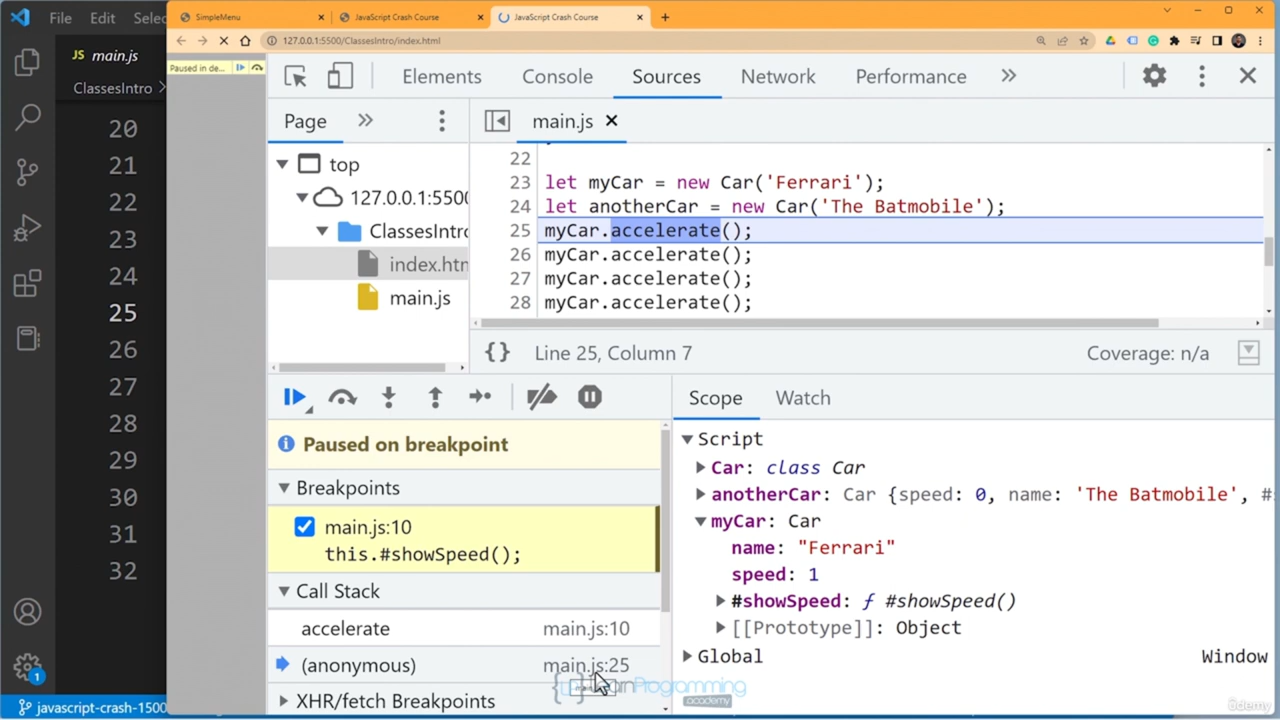 File Edit Selec
JS main.js
ClassesIntro
20
21
22
23
24
25
26
27
28
29
30
31
32
1
javascript-crash-1500
SimpleMenu
JavaScript Crash Course
JavaScript Crash Course
127.0.0.1:5500/ClassesIntro/index.html
Paused in de...
Elements Console Sources Network Performance
Page
main.js
top
127.0.0.1:5500
ClassesIntro
index.htm
main.js
22
23 let myCar = new Car('Ferrari');
24 let anotherCar = new Car('The Batmobile');
25 myCar.accelerate();
26 myCar.accelerate();
27 myCar.accelerate();
28 myCar.accelerate();
{} Line 25, Column 7 Coverage: n/a
Paused on breakpoint
Breakpoints
main.js:10
this.#showSpeed();
Call Stack
accelerate main.js:10
(anonymous) main.js:25
XHR/fetch Breakpoints
Scope Watch
Script
Car: class Car
anotherCar: Car {speed: 0, name: 'The Batmobile', #s
myCar: Car
name: "Ferrari"
speed: 1
#showSpeed: ƒ #showSpeed()
[[Prototype]]: Object
Global Window
Programming
academy
ûdemy